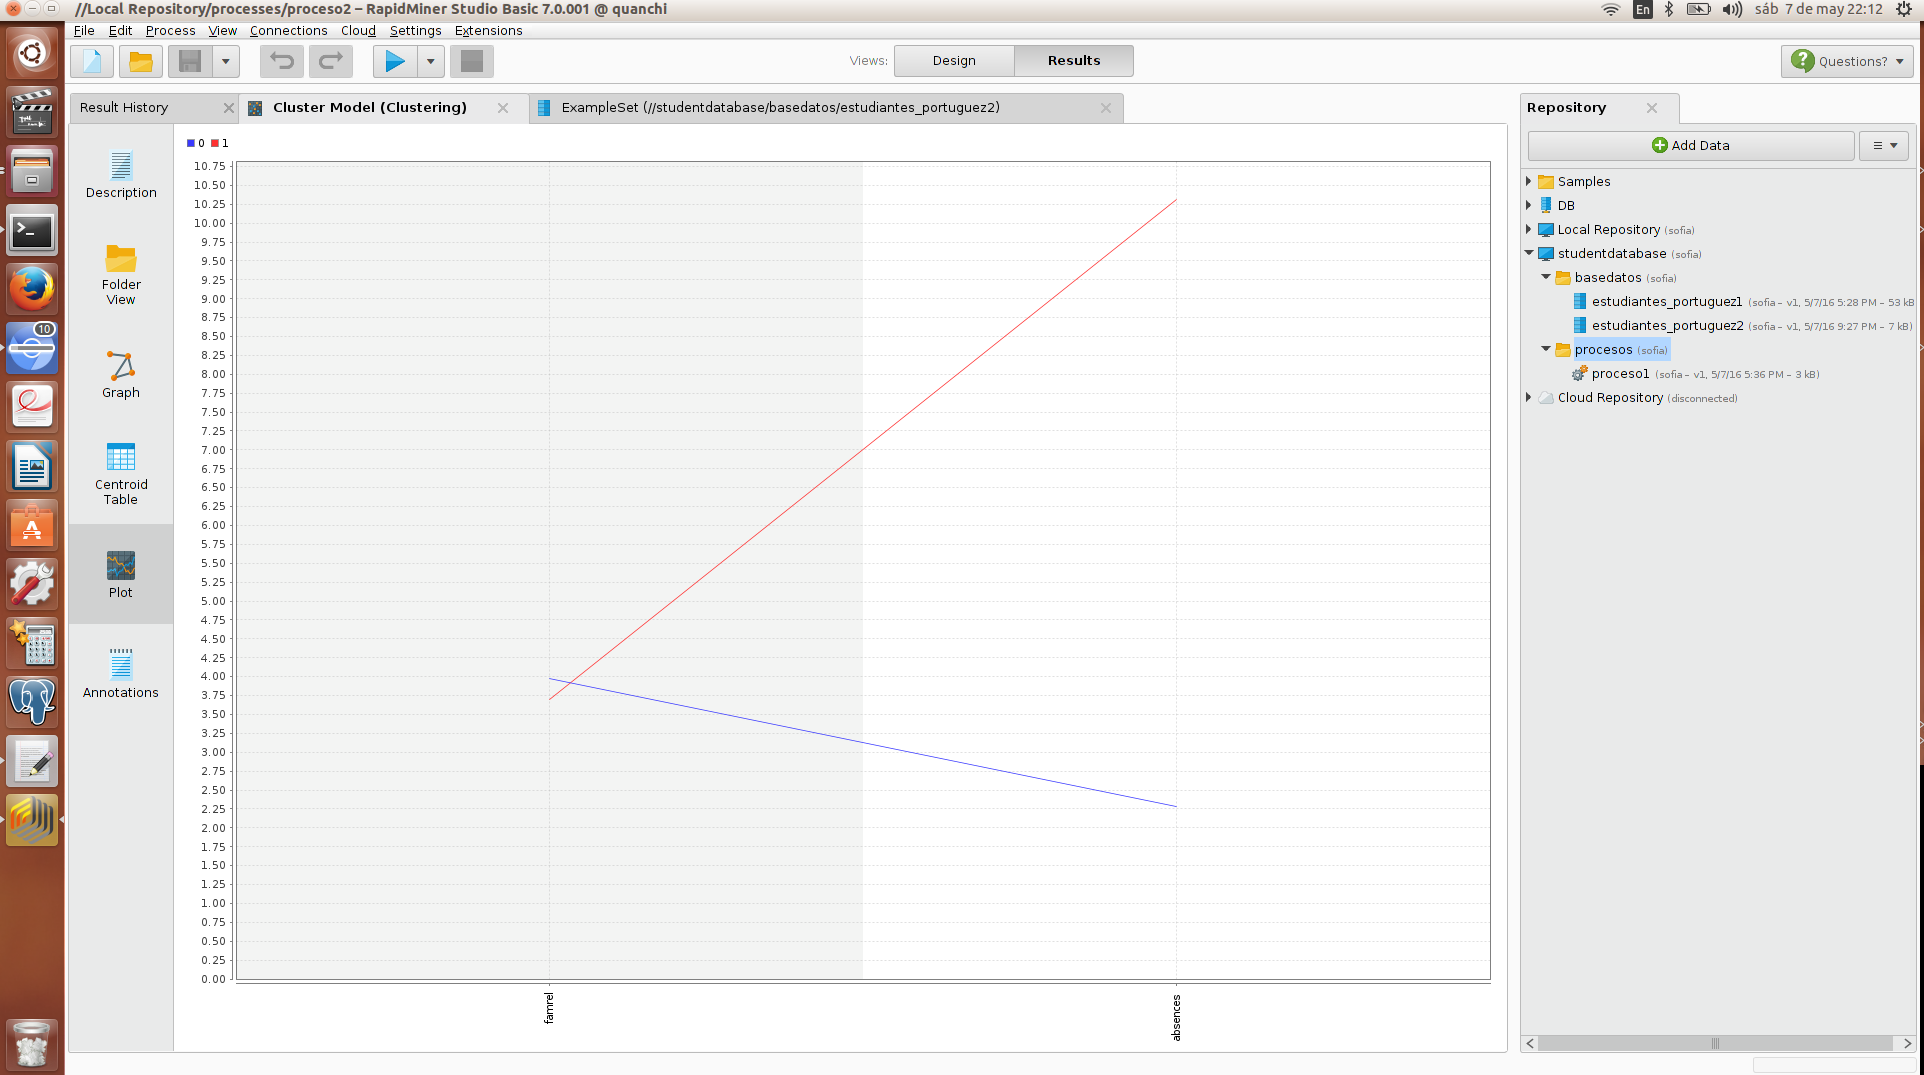 //Local Repository/processes/proceso2 – RapidMiner Studio Basic 7.0.001 @ quanchi
En
sáb 7 de may 22:12
File Edit Process View Connections Cloud Settings Extensions
Views:
Design
Results
Questions?
Result History
Cluster Model (Clustering)
ExampleSet (//studentdatabase/basedatos/estudiantes_portuguez2)
Repository
Add Data
Samples
DB
Local Repository (sofia)
studentdatabase (sofia)
basedatos (sofia)
estudiantes_portuguez1 (sofia – v1, 5/7/16 5:28 PM – 53 kB
estudiantes_portuguez2 (sofia – v1, 5/7/16 9:27 PM – 7 kB)
procesos (sofia)
proceso1 (sofia – v1, 5/7/16 5:36 PM – 3 kB)
Cloud Repository (disconnected)
10
Description
Folder
View
Graph
Centroid
Table
Plot
Annotations
0 1
10.75
10.50
10.25
10.00
9.75
9.50
9.25
9.00
8.75
8.50
8.25
8.00
7.75
7.50
7.25
7.00
6.75
6.50
6.25
6.00
5.75
5.50
5.25
5.00
4.75
4.50
4.25
4.00
3.75
3.50
3.25
3.00
2.75
2.50
2.25
2.00
1.75
1.50
1.25
1.00
0.75
0.50
0.25
0.00
famrel
absences